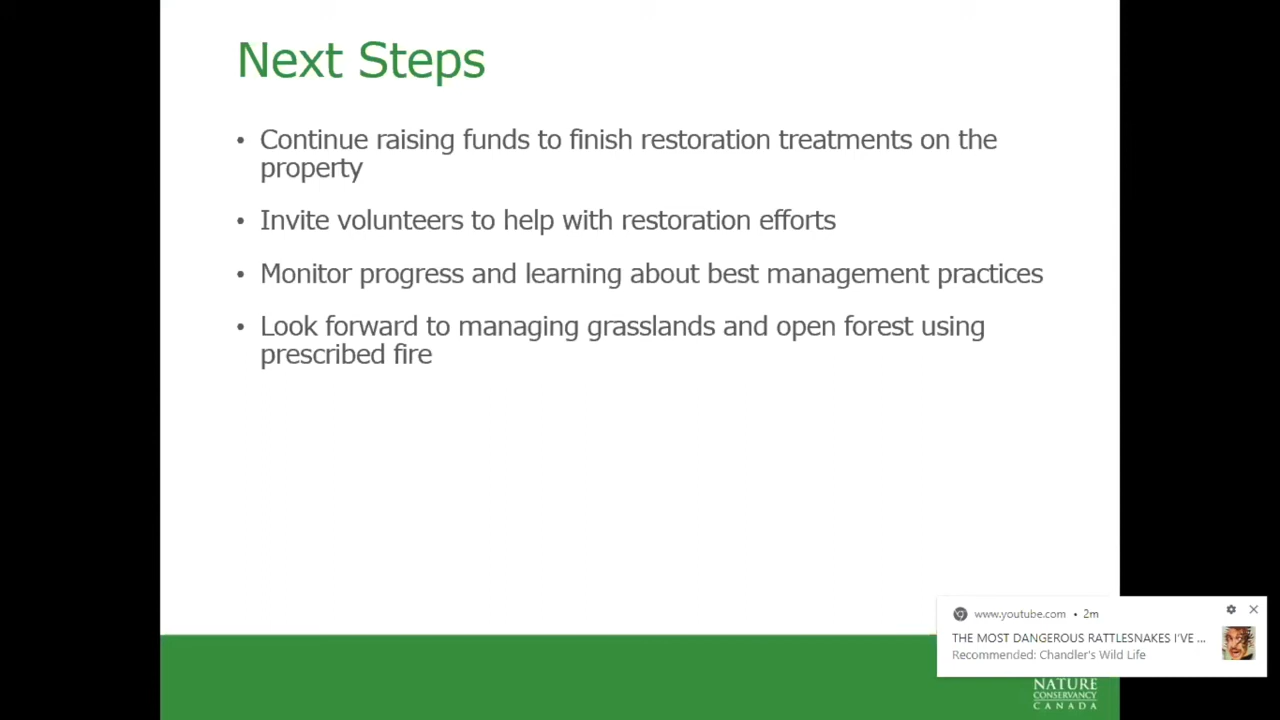 Next Steps
• Continue raising funds to finish restoration treatments on the
property
• Invite volunteers to help with restoration efforts
• Monitor progress and learning about best management practices
• Look forward to managing grasslands and open forest using
prescribed fire
www.youtube.com • 2m
THE MOST DANGEROUS RATTLESNAKES I'VE ...
Recommended: Chandler's Wild Life
NATURE
CONSERVANCY
CANADA